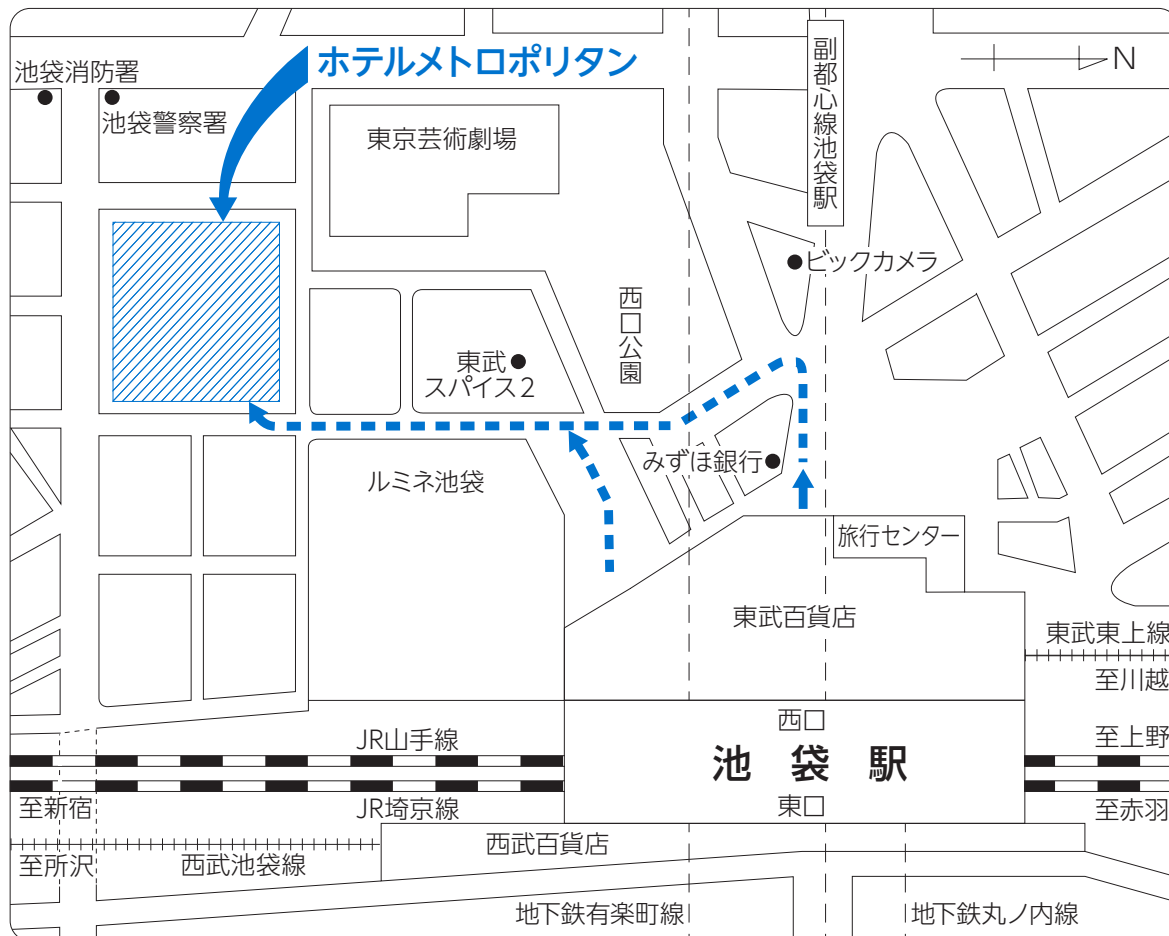 ホテルメトロポリタン
N
池袋消防署
池袋警察署
東京芸術劇場
副都心線池袋駅
ビックカメラ
西口公園
東武
スパイス2
みずほ銀行
ルミネ池袋
旅行センター
東武百貨店
東武東上線
至川越
西口
池袋駅
東口
JR山手線
至上野
至新宿
JR埼京線
至赤羽
西武百貨店
至所沢
西武池袋線
地下鉄有楽町線
地下鉄丸ノ内線